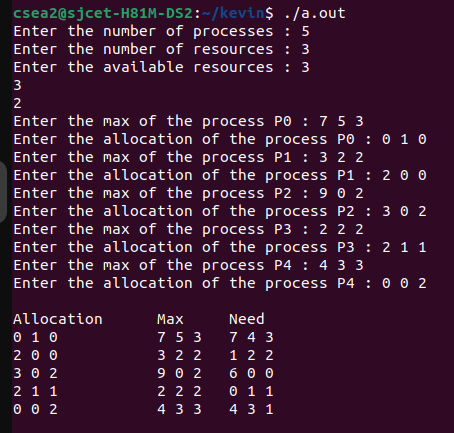 csea2@sjcet-H81M-DS2:~/kevin$ ./a.out
Enter the number of processes : 5
Enter the number of resources : 3
Enter the available resources : 3
3
2
Enter the max of the process P0 : 7 5 3
Enter the allocation of the process P0 : 0 1 0
Enter the max of the process P1 : 3 2 2
Enter the allocation of the process P1 : 2 0 0
Enter the max of the process P2 : 9 0 2
Enter the allocation of the process P2 : 3 0 2
Enter the max of the process P3 : 2 2 2
Enter the allocation of the process P3 : 2 1 1
Enter the max of the process P4 : 4 3 3
Enter the allocation of the process P4 : 0 0 2
Allocation Max Need
0 1 0 7 5 3 7 4 3
2 0 0 3 2 2 1 2 2
3 0 2 9 0 2 6 0 0
2 1 1 2 2 2 0 1 1
0 0 2 4 3 3 4 3 1